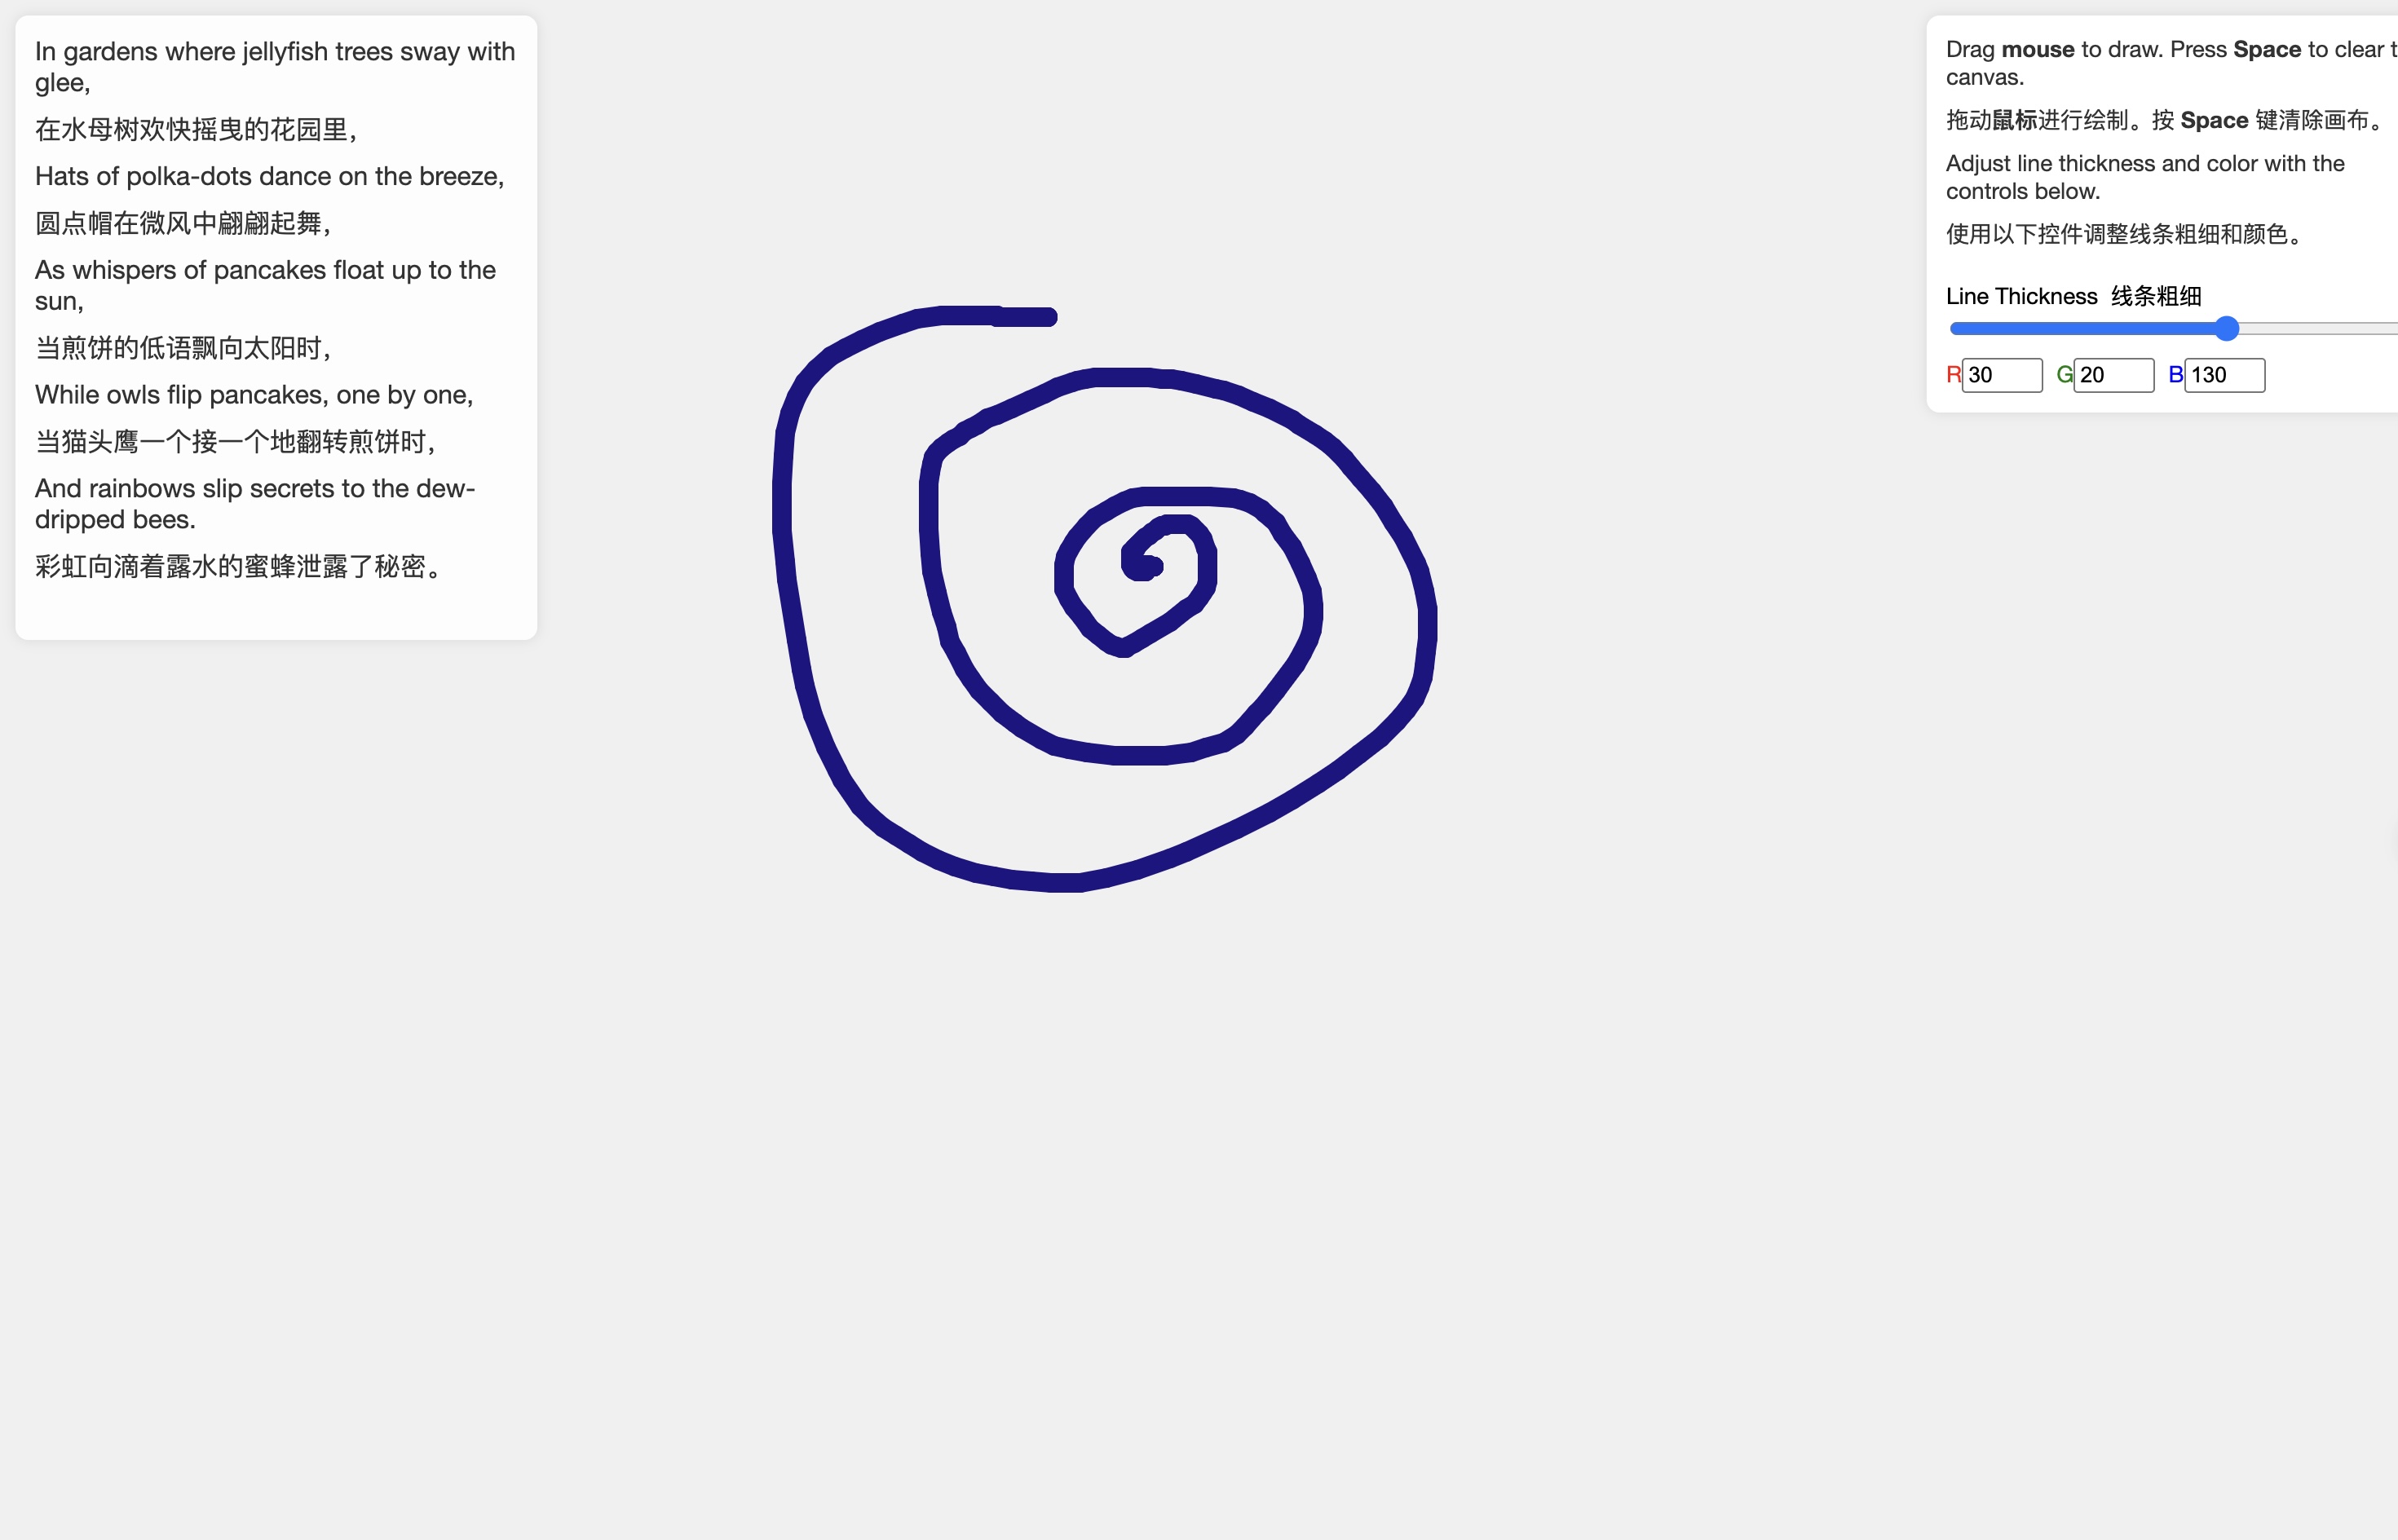 In gardens where jellyfish trees sway with
glee,
在水母树欢快摇曳的花园里，
Hats of polka-dots dance on the breeze,
圆点帽在微风中翩翩起舞，
As whispers of pancakes float up to the
sun,
当煎饼的低语飘向太阳时，
While owls flip pancakes, one by one,
当猫头鹰一个接一个地翻转煎饼时，
And rainbows slip secrets to the dew-
dripped bees.
彩虹向滴着露水的蜜蜂泄露了秘密。
Drag mouse to draw. Press Space to clear
canvas.
拖动鼠标进行绘制。按 Space 键清除画布。
Adjust line thickness and color with the
controls below.
使用以下控件调整线条粗细和颜色。
Line Thickness 线条粗细
R 30 G 20 B 130